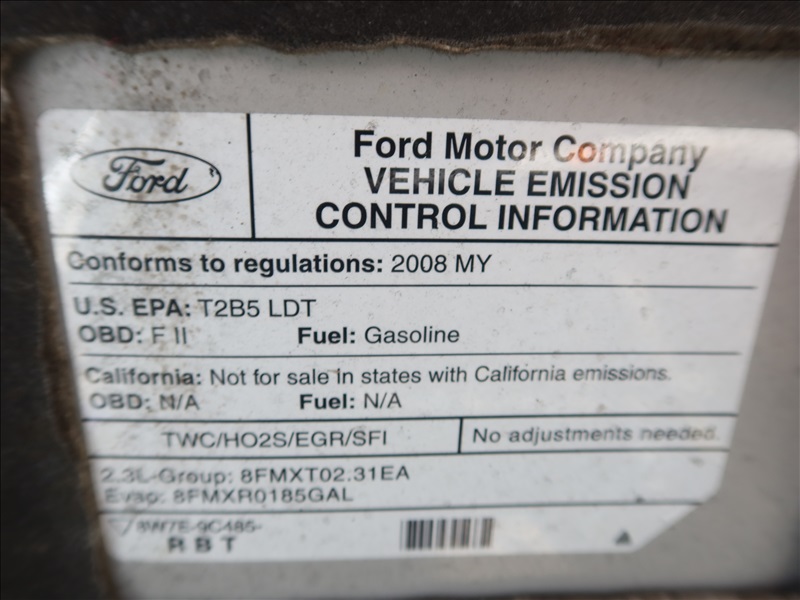 Ford
Ford Motor Company
VEHICLE EMISSION
CONTROL INFORMATION
Conforms to regulations: 2008 MY
U.S. EPA: T2B5 LDT
OBD: F II Fuel: Gasoline
California: Not for sale in states with California emissions.
OBD: N/A Fuel: N/A
TWC/HO2S/EGR/SFI No adjustments needed.
2.3L-Group: 8FMXT02.31EA
Evap: 8FMXR0185GAL
8W7E-9C485-
RBT